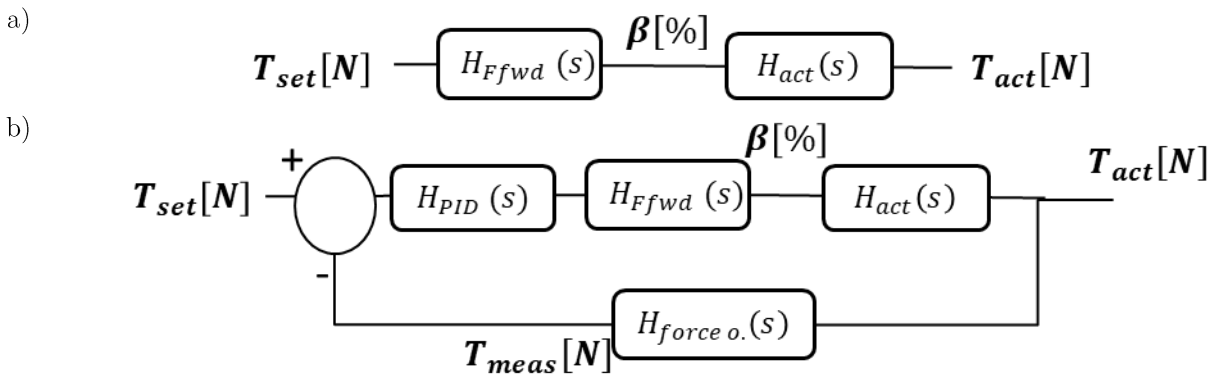 a)
T_set[N] H_Ffwd (s) β[%] H_act(s) T_act[N]
b)
+ β[%] T_act[N]
T_set[N] H_PID (s) H_Ffwd (s) H_act(s)
-
H_force o.(s)
T_meas[N]